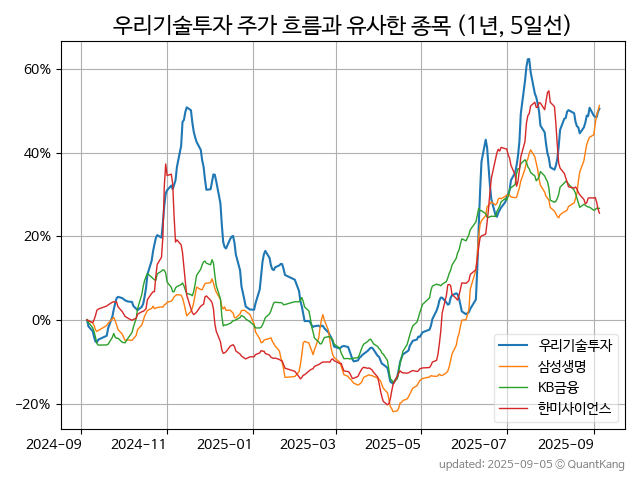 우리기술투자 주가 흐름과 유사한 종목 (1년, 5일선)
60%
40%
20%
0%
−20%
2024-09
2024-11
2025-01
2025-03
2025-05
2025-07
2025-09
우리기술투자
삼성생명
KB금융
한미사이언스
updated: 2025-09-05 © QuantKang